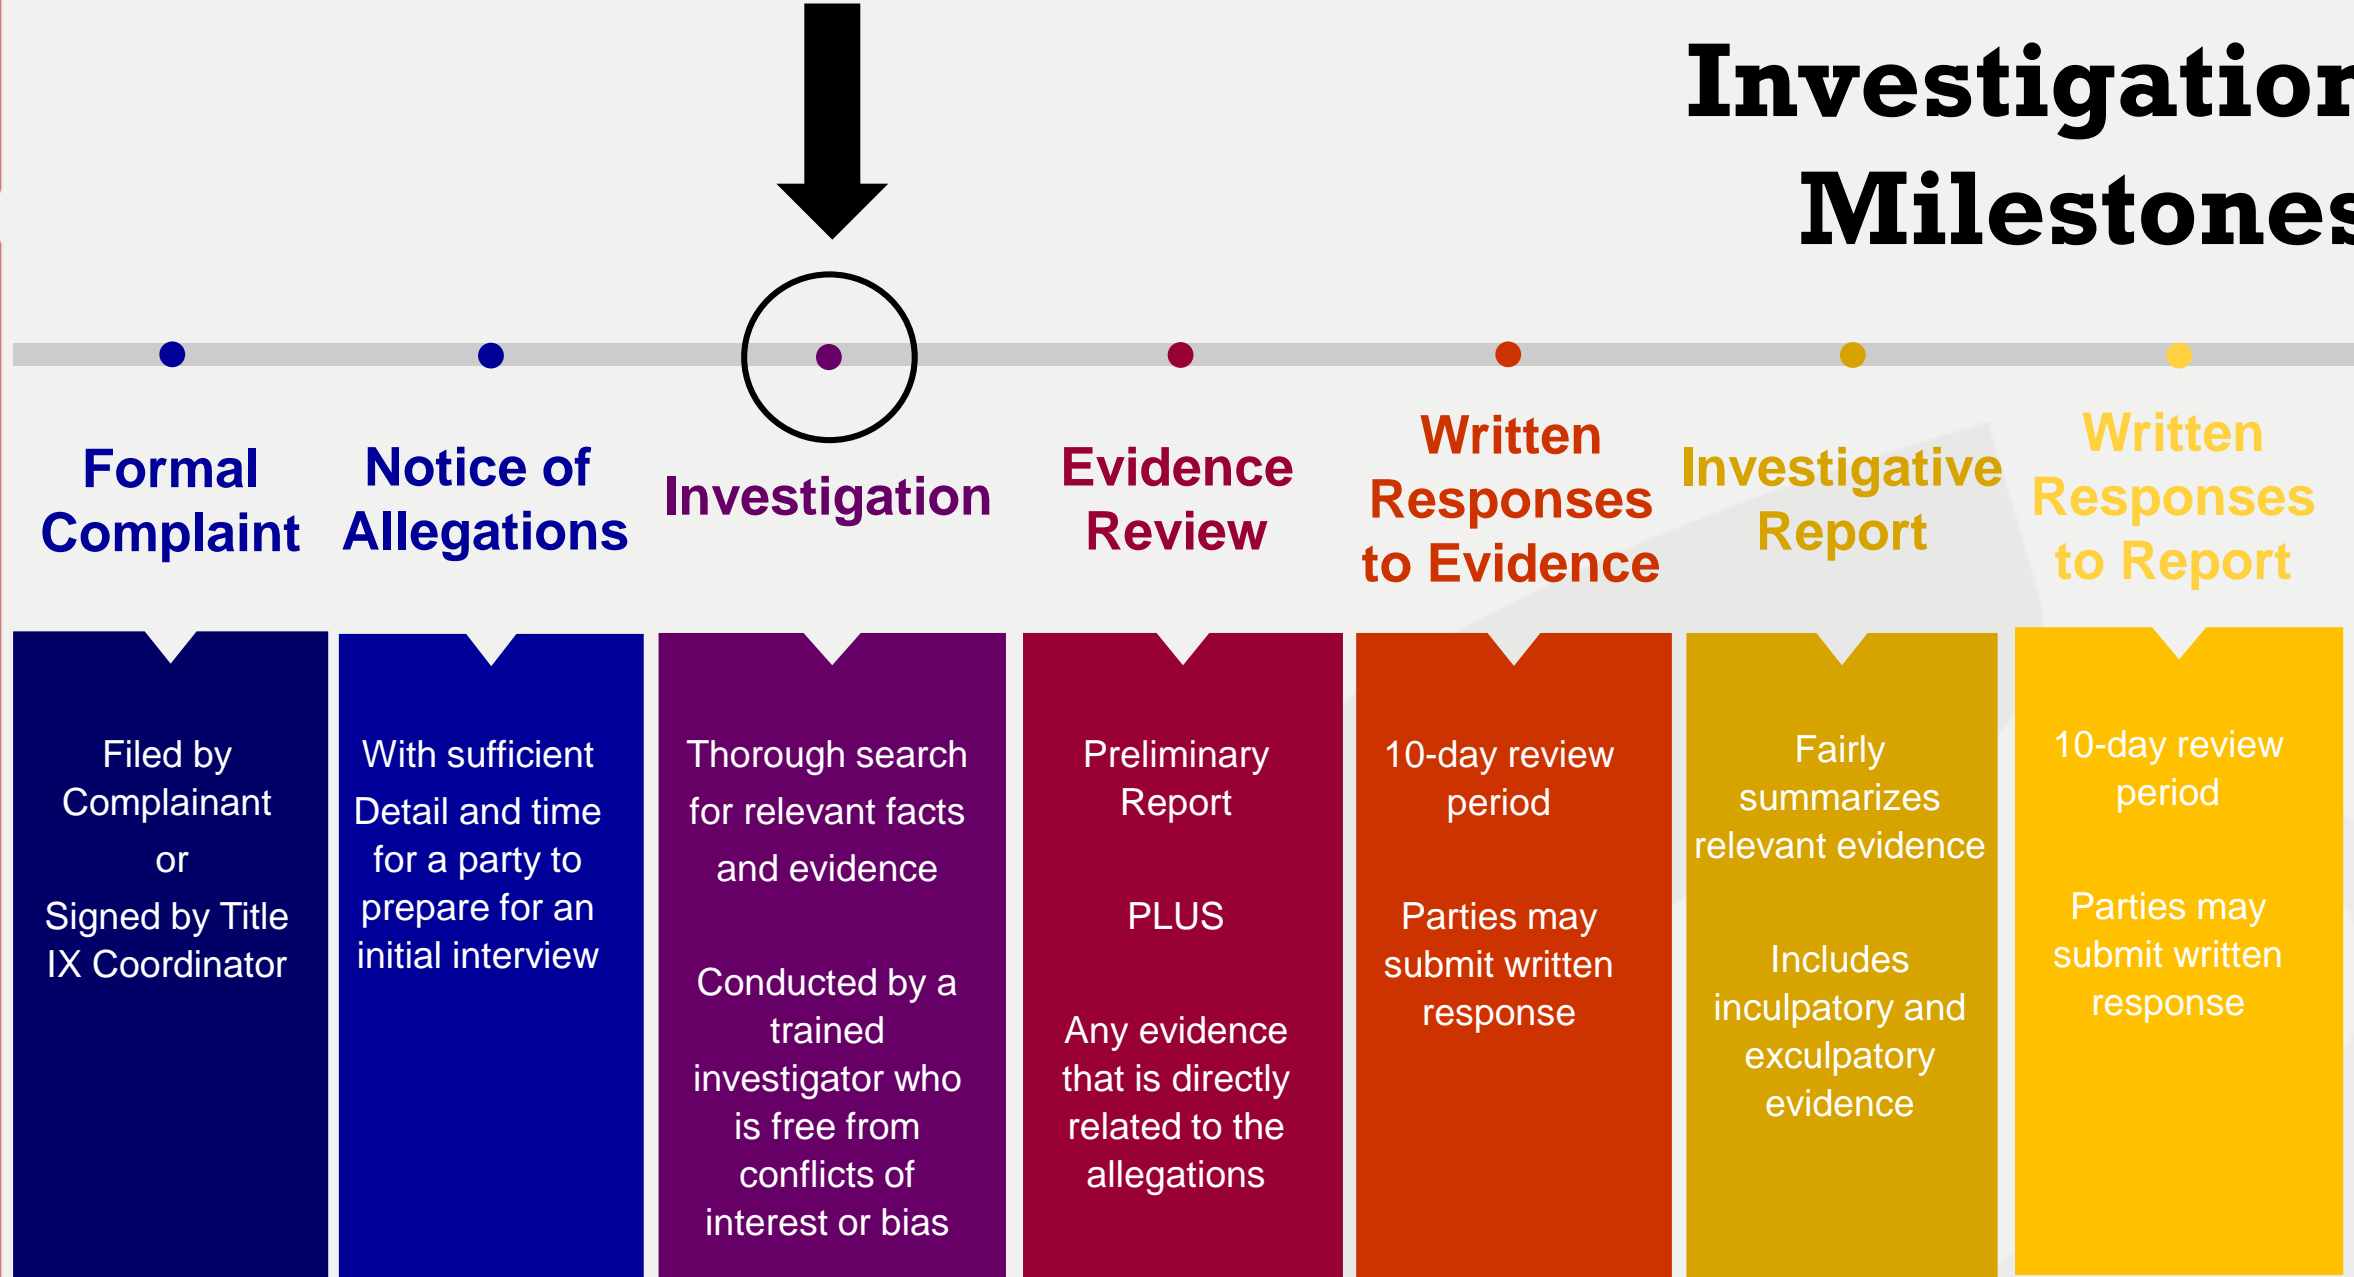 Investigation
Milestones
Formal
Complaint
Notice of
Allegations
Investigation
Evidence
Review
Written
Responses
to Evidence
Investigative
Report
Written
Responses
to Report
Filed by
Complainant
or
Signed by Title
IX Coordinator
With sufficient
Detail and time
for a party to
prepare for an
initial interview
Thorough search
for relevant facts
and evidence
Conducted by a
trained
investigator who
is free from
conflicts of
interest or bias
Preliminary
Report
PLUS
Any evidence
that is directly
related to the
allegations
10-day review
period
Parties may
submit written
response
Fairly
summarizes
relevant evidence
Includes
inculpatory and
exculpatory
evidence
10-day review
period
Parties may
submit written
response